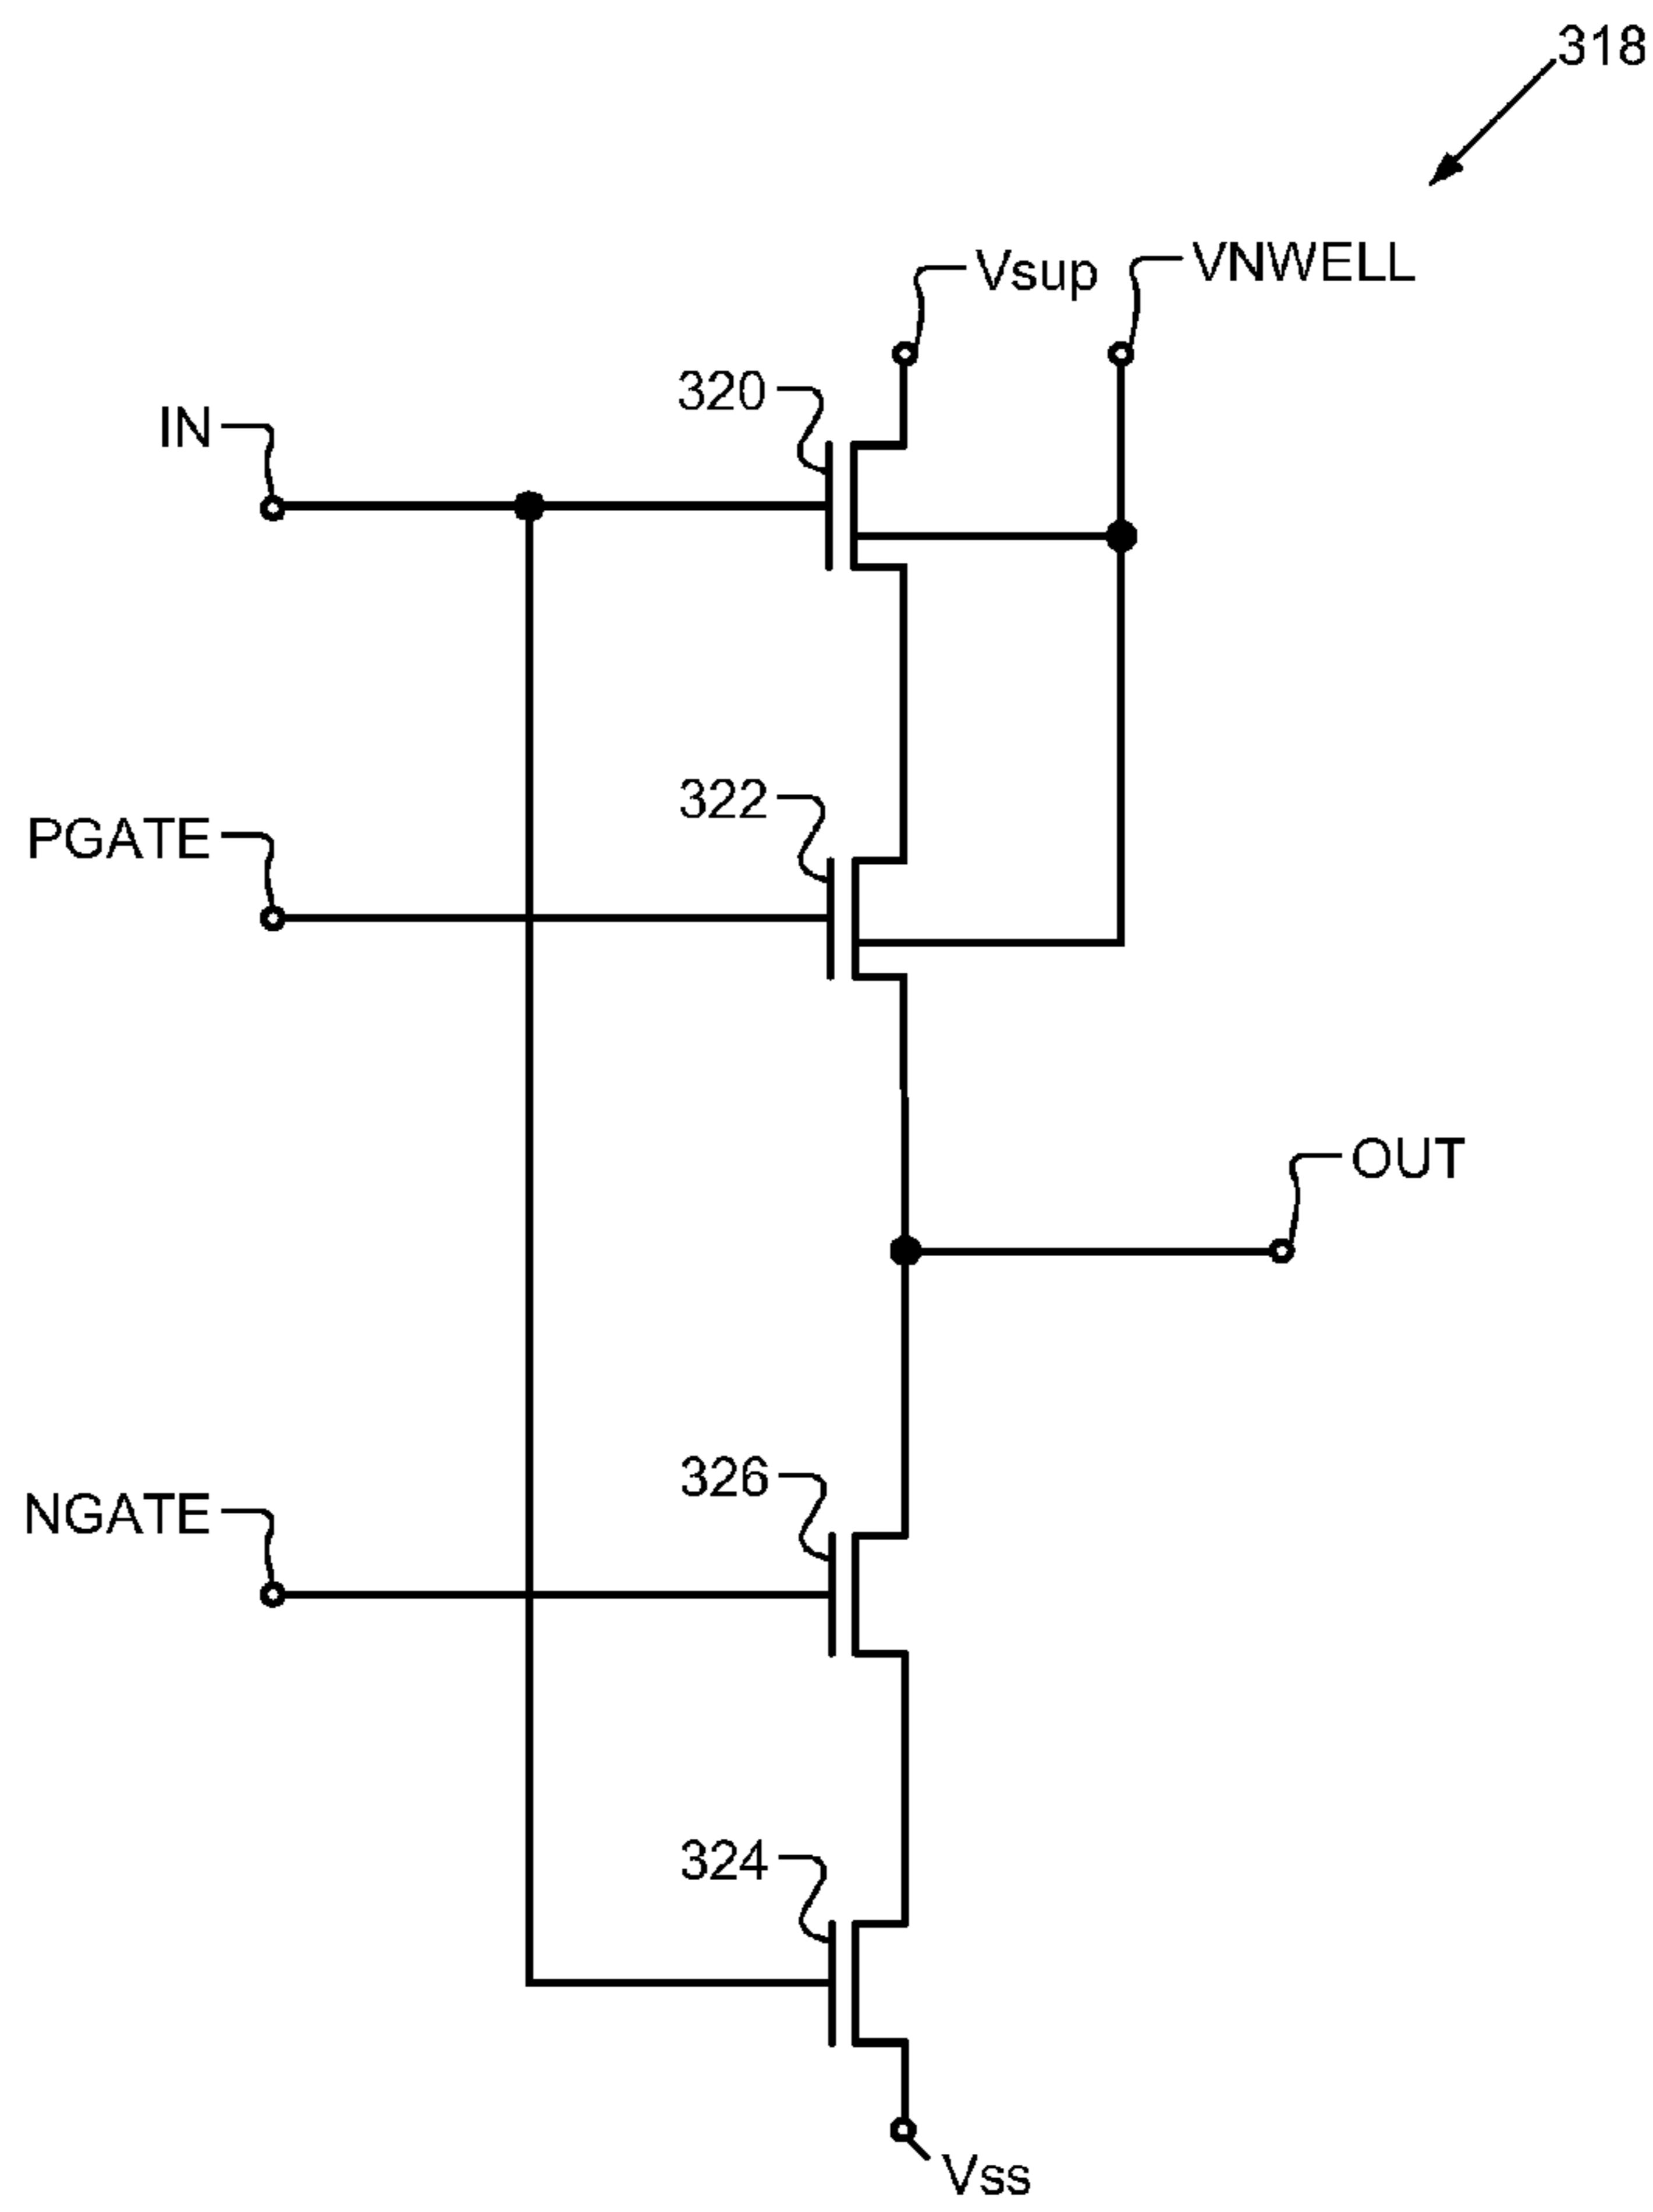 318
Vsup
VNWELL
320
IN
322
PGATE
OUT
326
NGATE
324
Vss